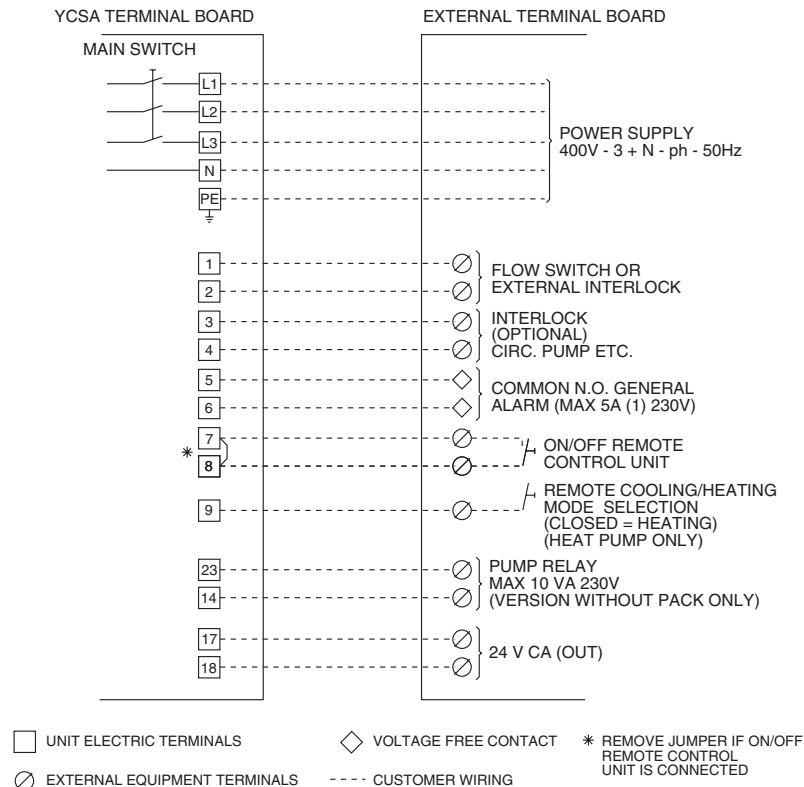 YCSA TERMINAL BOARD
EXTERNAL TERMINAL BOARD
MAIN SWITCH
L1
L2
L3
N
PE
POWER SUPPLY
400V - 3 + N - ph - 50Hz
1
2
FLOW SWITCH OR
EXTERNAL INTERLOCK
3
4
INTERLOCK
(OPTIONAL)
CIRC. PUMP ETC.
5
6
COMMON N.O. GENERAL
ALARM (MAX 5A (1) 230V)
7
* 8
ON/OFF REMOTE
CONTROL UNIT
9
REMOTE COOLING/HEATING
MODE SELECTION
(CLOSED = HEATING)
(HEAT PUMP ONLY)
23
14
PUMP RELAY
MAX 10 VA 230V
(VERSION WITHOUT PACK ONLY)
17
18
24 V CA (OUT)
UNIT ELECTRIC TERMINALS
EXTERNAL EQUIPMENT TERMINALS
VOLTAGE FREE CONTACT
---- CUSTOMER WIRING
* REMOVE JUMPER IF ON/OFF
REMOTE CONTROL
UNIT IS CONNECTED